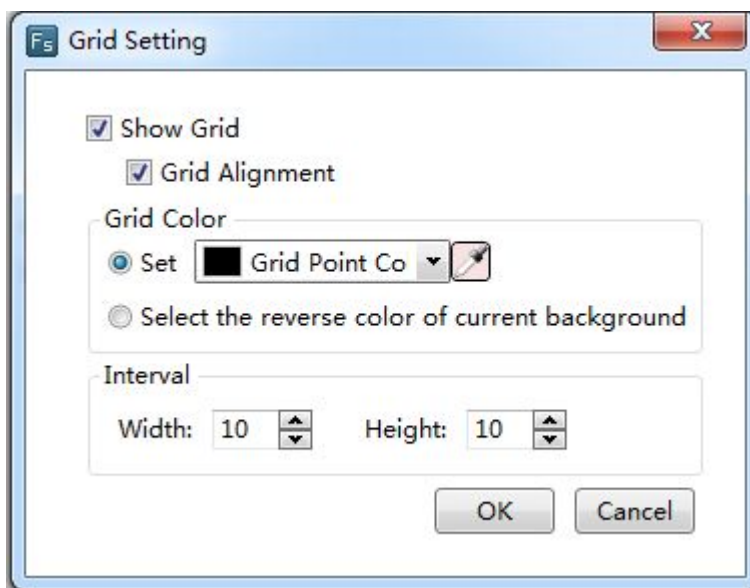 Fs Grid Setting
Show Grid
Grid Alignment
Grid Color
Set Grid Point Co
Select the reverse color of current background
Interval
Width: 10 Height: 10
OK Cancel